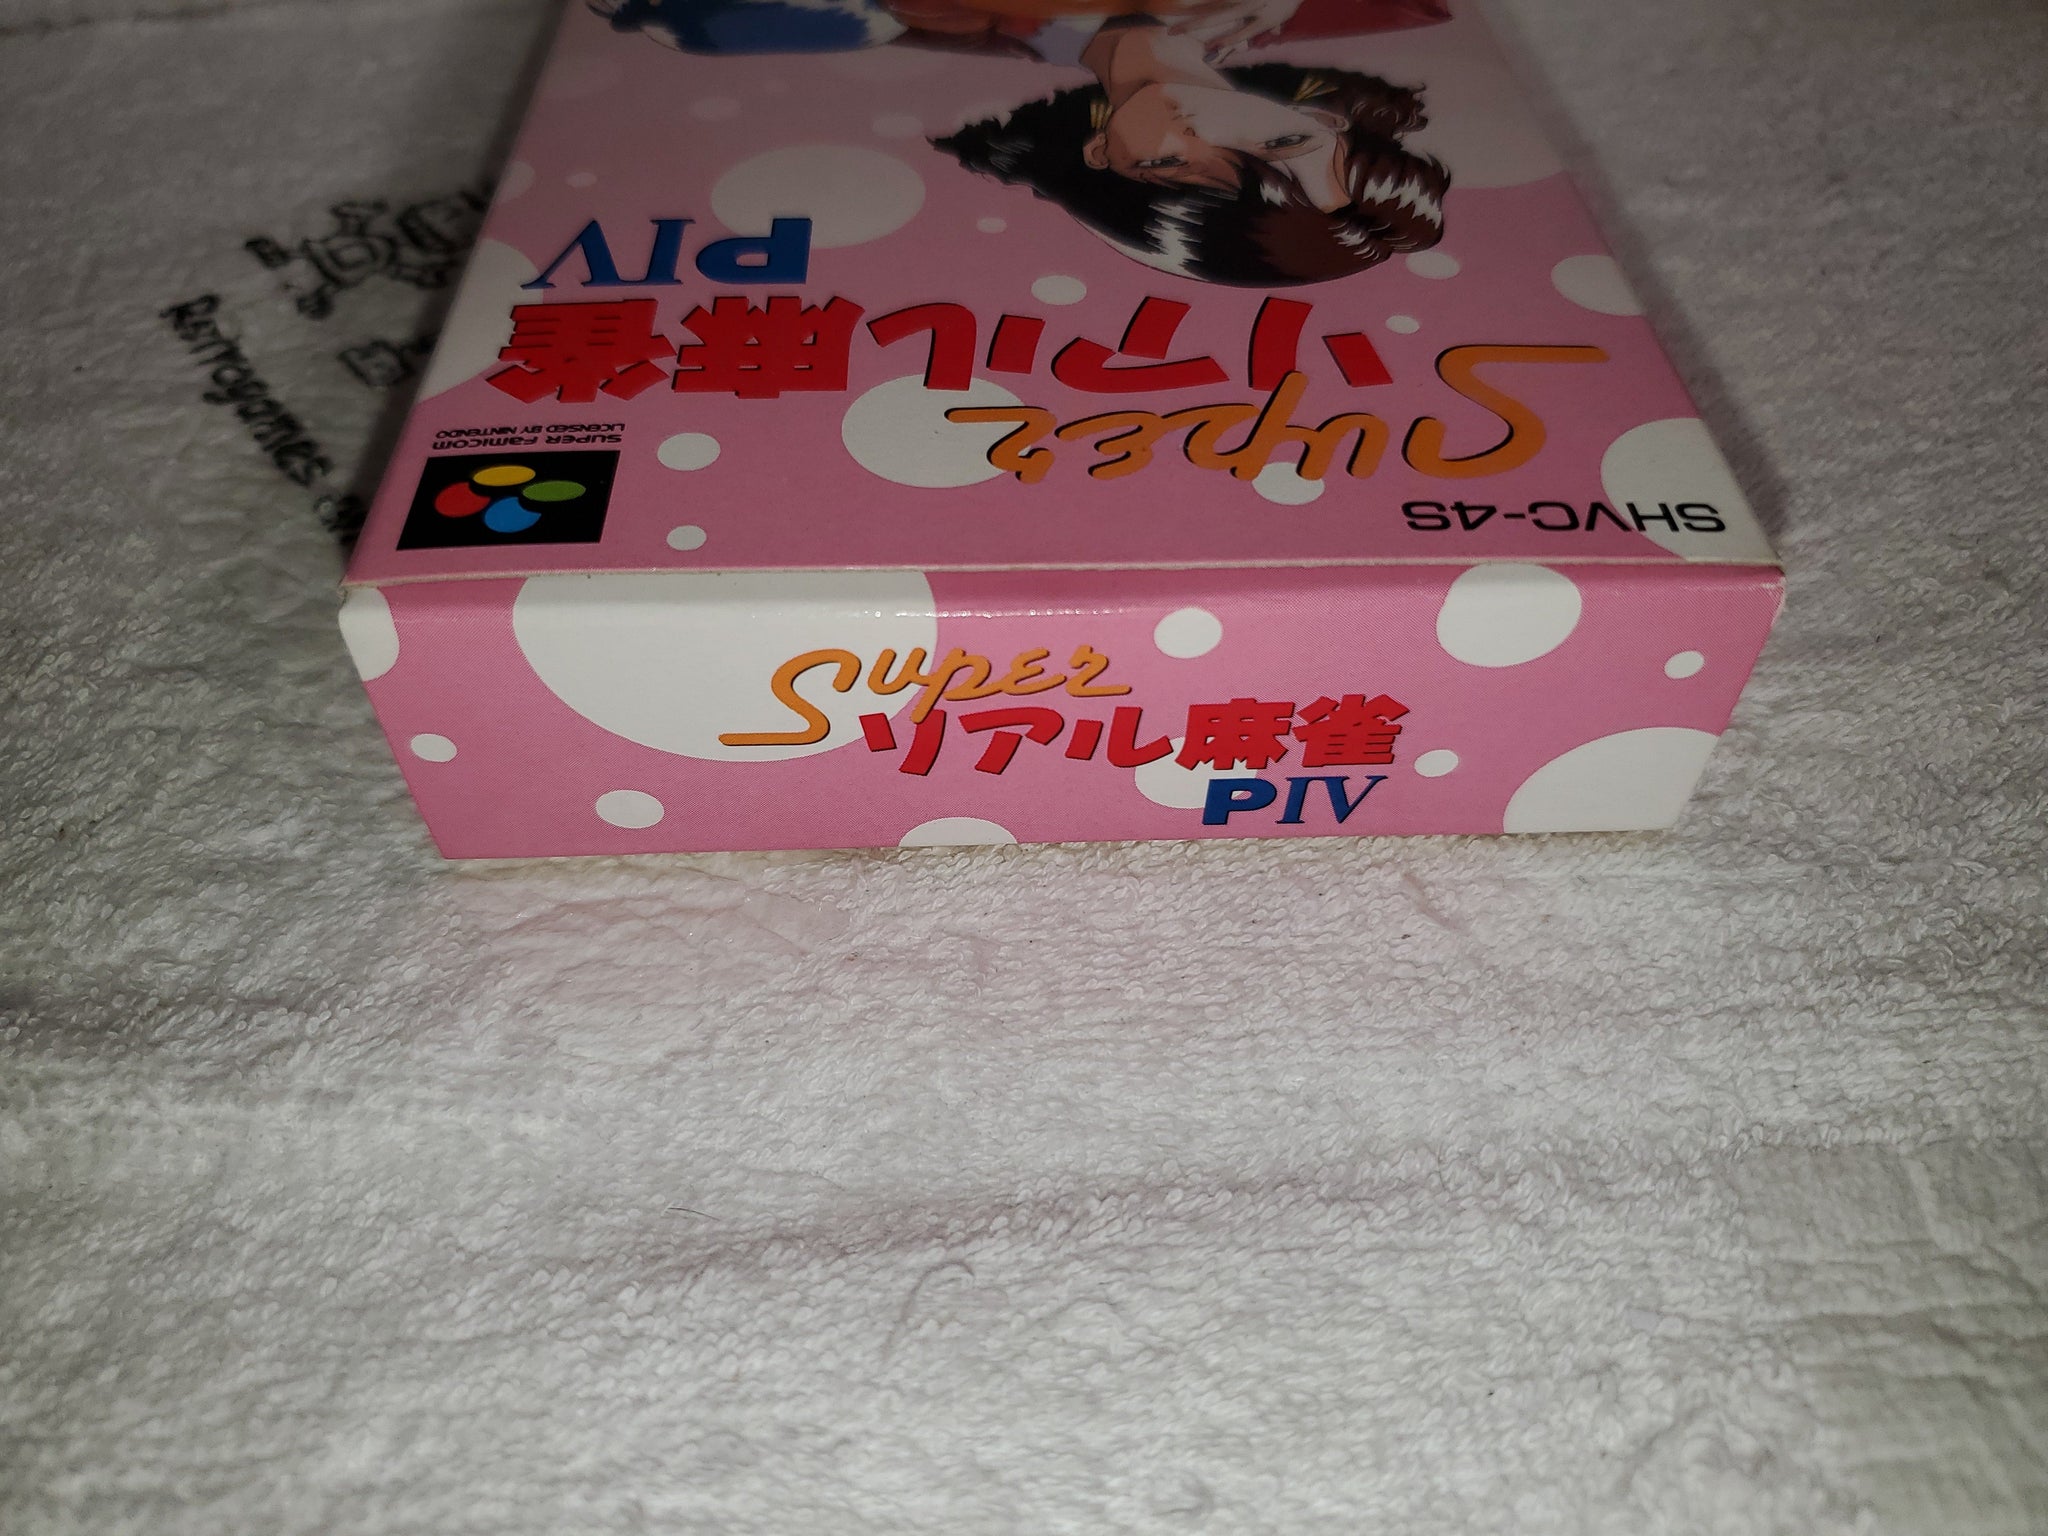 SHVC-4S
Super
リアル麻雀
PIV
SUPER FAMICOM
LICENSED BY NINTENDO
Super
リアル麻雀
PIV
Retrogames